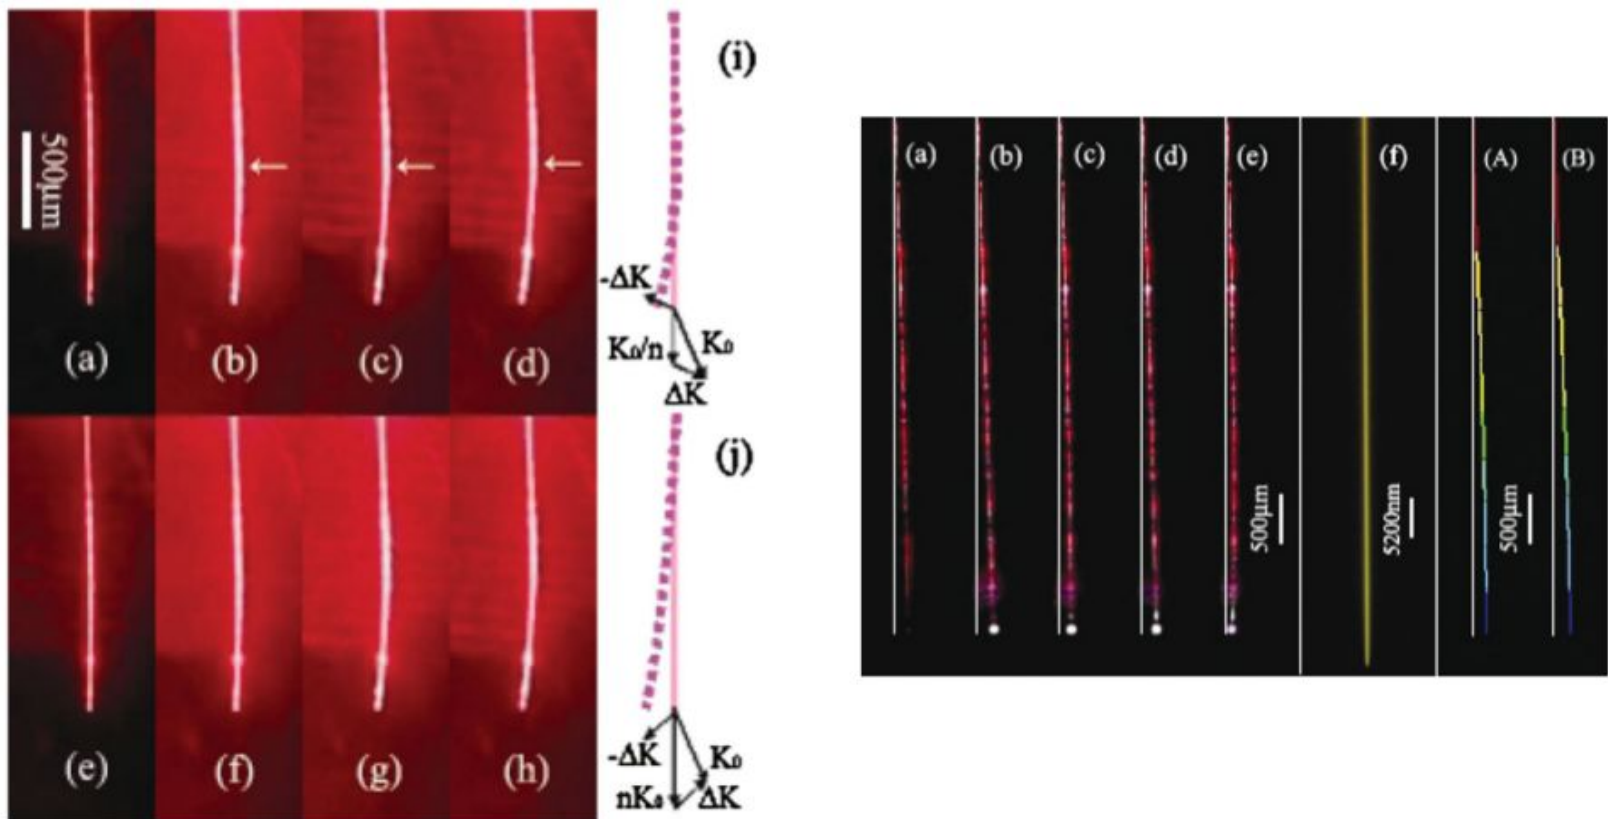 500μm
(a)
(b)
(c)
(d)
(i)
-ΔK
K₀/n
K₀
ΔK
(e)
(f)
(g)
(h)
(j)
-ΔK
K₀
nK₀
ΔK
(a)
(b)
(c)
(d)
(e)
(f)
(A)
(B)
500μm
5200nm
500μm